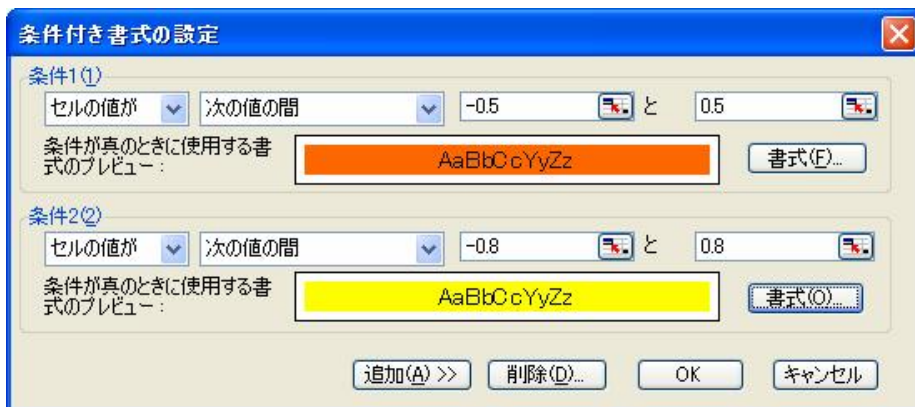 条件付き書式の設定
条件1(1)
セルの値が 次の値の間 -0.5 と 0.5
条件が真のときに使用する書
式のプレビュー:
AaBbCcYyZz
書式(F)...
条件2(2)
セルの値が 次の値の間 -0.8 と 0.8
条件が真のときに使用する書
式のプレビュー:
AaBbCcYyZz
書式(O)...
追加(A) >> 削除(D)... OK キャンセル